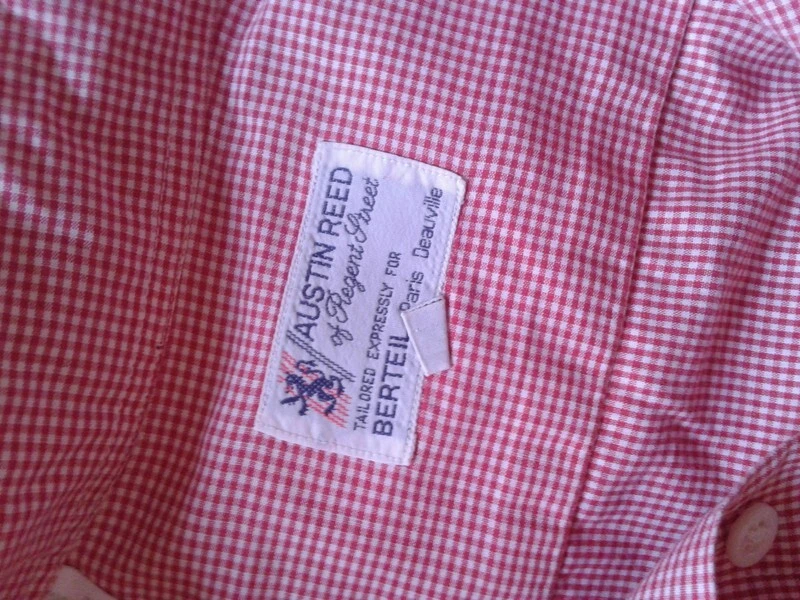 AUSTIN REED
of Regent Street
TAILORED EXPRESSLY FOR
BERTEIL
Paris Deauville